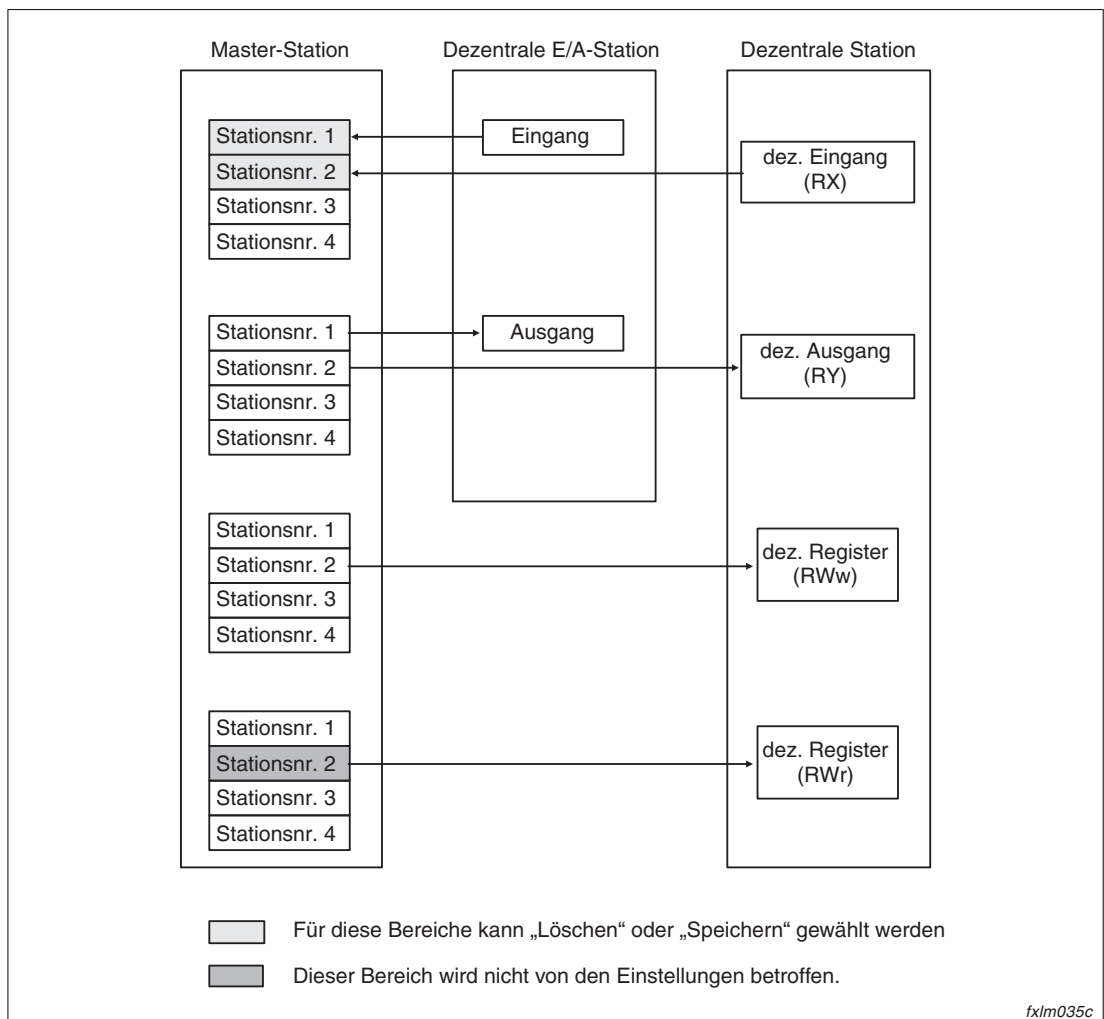 Master-Station
Dezentrale E/A-Station
Dezentrale Station
Stationsnr. 1
Stationsnr. 2
Stationsnr. 3
Stationsnr. 4
Eingang
dez. Eingang
(RX)
Stationsnr. 1
Stationsnr. 2
Stationsnr. 3
Stationsnr. 4
Ausgang
dez. Ausgang
(RY)
Stationsnr. 1
Stationsnr. 2
Stationsnr. 3
Stationsnr. 4
dez. Register
(RWw)
Stationsnr. 1
Stationsnr. 2
Stationsnr. 3
Stationsnr. 4
dez. Register
(RWr)
Für diese Bereiche kann „Löschen“ oder „Speichern“ gewählt werden
Dieser Bereich wird nicht von den Einstellungen betroffen.
fxlm035c